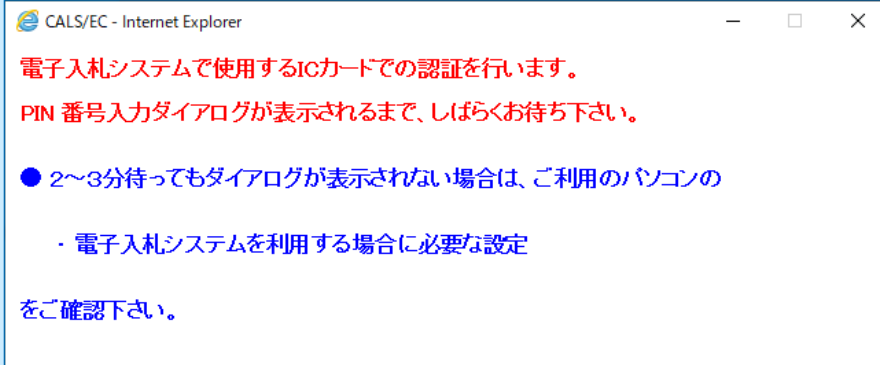 CALS/EC - Internet Explorer
電子入札システムで使用するICカードでの認証を行います。
PIN 番号入力ダイアログが表示されるまで、しばらくお待ち下さい。
● 2～3分待ってもダイアログが表示されない場合は、ご利用のパソコンの
・ 電子入札システムを利用する場合に必要な設定
をご確認下さい。